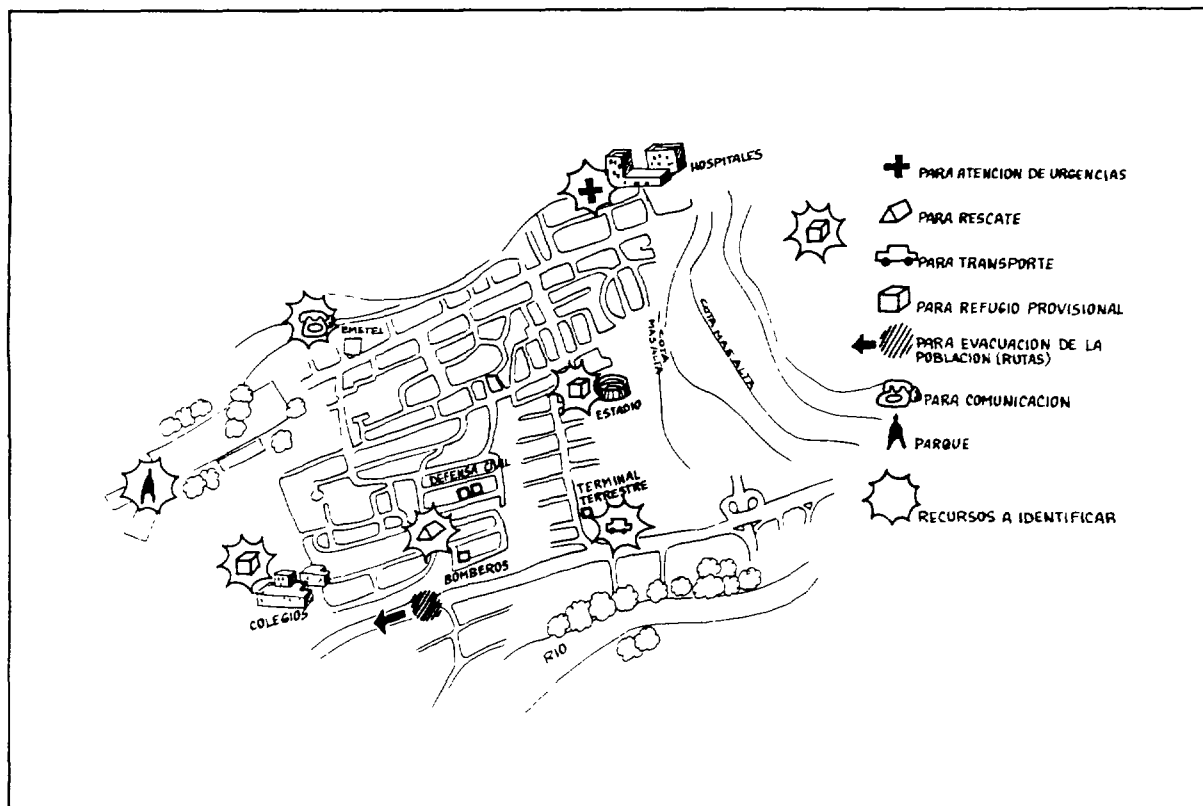 HOSPITALES
EMETEL
COTA
MAS ALTA
COTA MAS ALTA
ESTADIO
DEFENSA CIVIL
TERMINAL
TERRESTRE
BOMBEROS
COLEGIOS
RIO
PARA ATENCION DE URGENCIAS
PARA RESCATE
PARA TRANSPORTE
PARA REFUGIO PROVISIONAL
PARA EVACUACION DE LA
POBLACION (RUTAS)
PARA COMUNICACION
PARQUE
RECURSOS A IDENTIFICAR